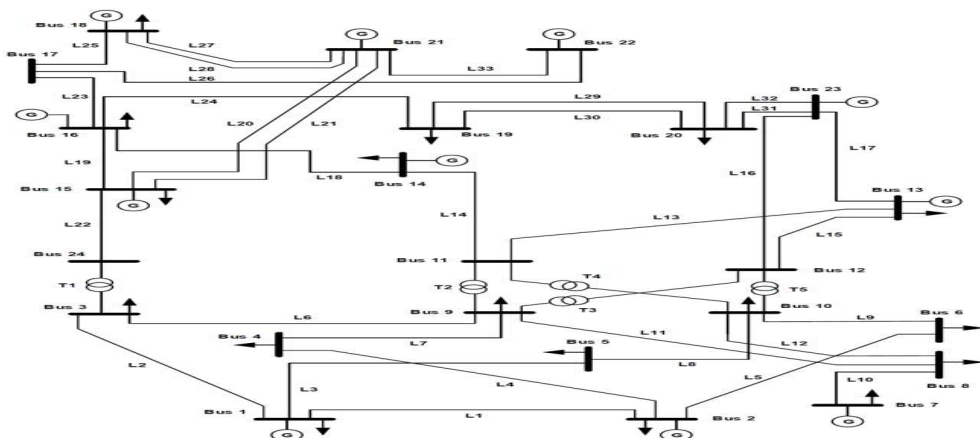 G
Bus 18
L25
L27
L28
L26
Bus 17
G
Bus 21
G
Bus 22
L33
L23
L24
G
Bus 16
L20
L21
L29
L30
Bus 19
Bus 20
L32
L31
Bus 23
G
L19
L18
Bus 14
G
L17
L16
Bus 15
G
L22
L14
L13
Bus 13
G
L15
Bus 24
Bus 11
Bus 12
T1
T2
T4
T3
T5
Bus 3
L6
Bus 9
Bus 10
Bus 6
Bus 4
L7
Bus 5
L11
L9
L12
L2
L3
L4
L8
L5
L10
Bus 8
Bus 1
L1
Bus 2
Bus 7
G
G
G